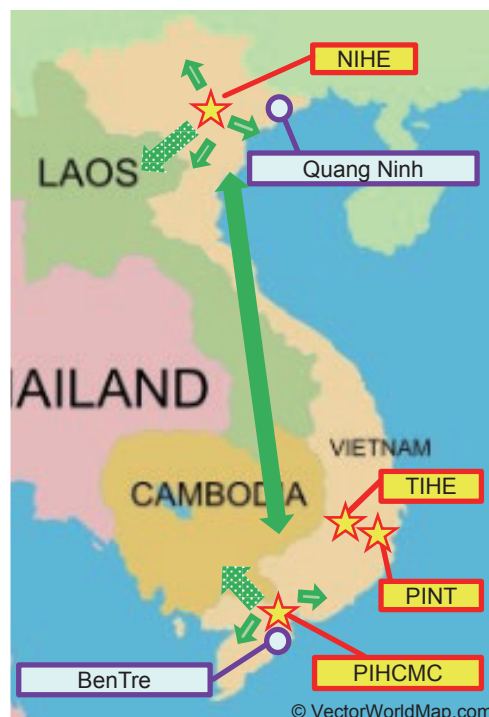 NIHE
Quang Ninh
LAOS
AILAND
VIETNAM
TIHE
CAMBODIA
PINT
PIHCMC
BenTre
© VectorWorldMap.com